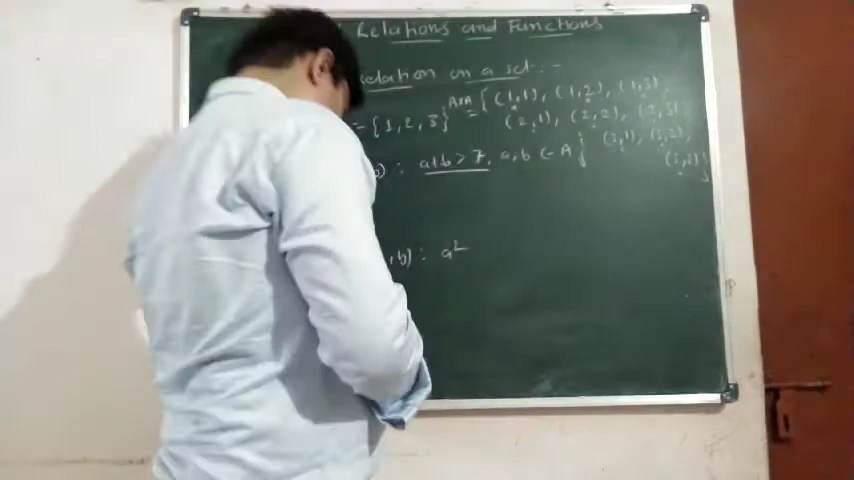 Relations and Functions
relation on a set :-
= {1, 2, 3} AxA = {(1,1), (1,2), (1,3),
(2,1), (2,2), (2,3)
(3,1), (3,2),
(3,3)}
b) : a+b > 7, a, b ∈ A}
, b) : a²